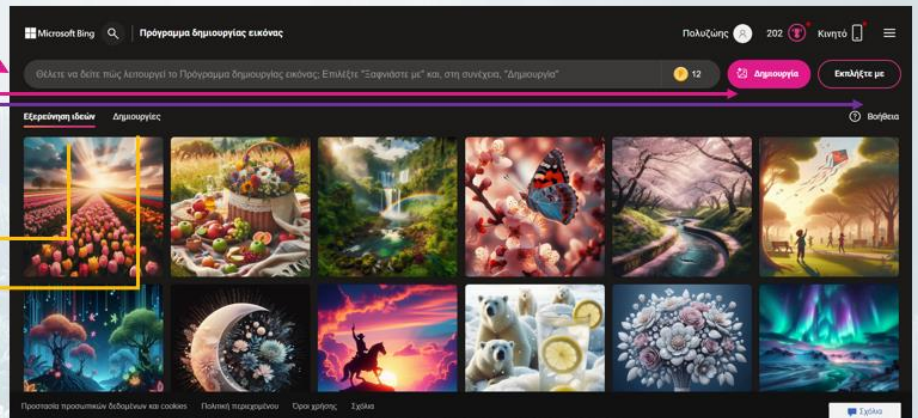 Microsoft Bing Πρόγραμμα δημιουργίας εικόνας Πολυζώης 202 Κινητό
Θέλετε να δείτε πώς λειτουργεί το Πρόγραμμα δημιουργίας εικόνας; Επιλέξτε "Ξαφνιάστε με" και, στη συνέχεια, "Δημιουργία" 12 Δημιουργία Εκπλήξτε με
Εξερεύνηση ιδεών Δημιουργίες Βοήθεια
Προστασία προσωπικών δεδομένων και cookies Πολιτική περιεχομένου Όροι χρήσης Σχόλια Σχόλια